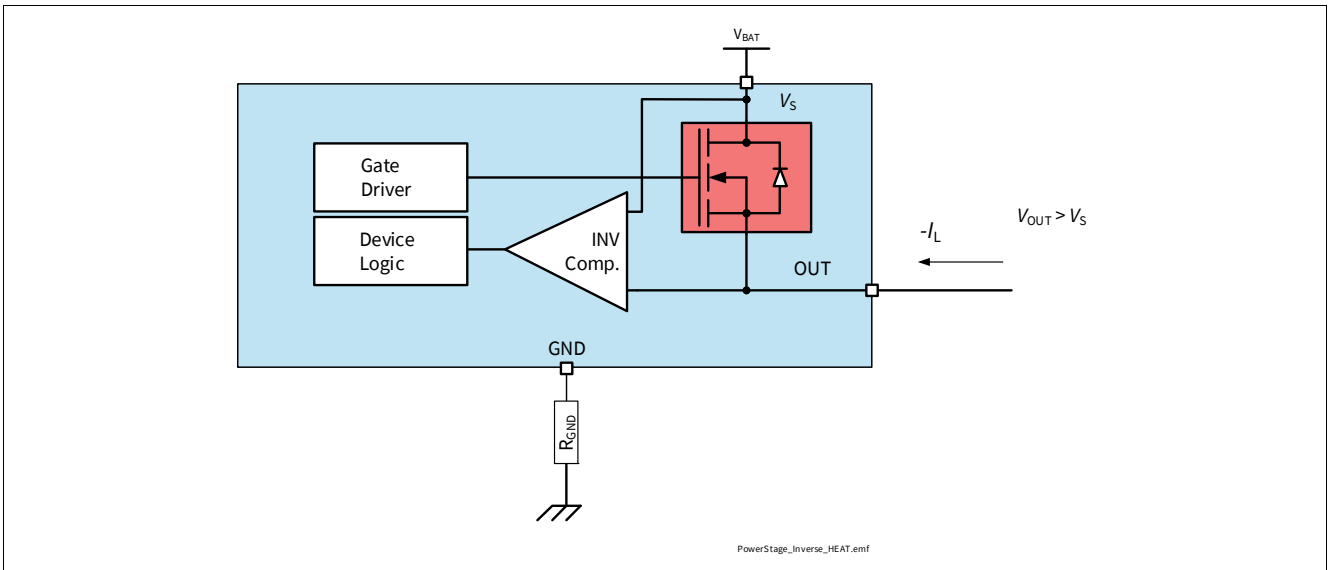 VBAT
VS
Gate
Driver
Device
Logic
INV
Comp.
OUT
-IL
VOUT > VS
GND
RGND
PowerStage_Inverse_HEAT.emf